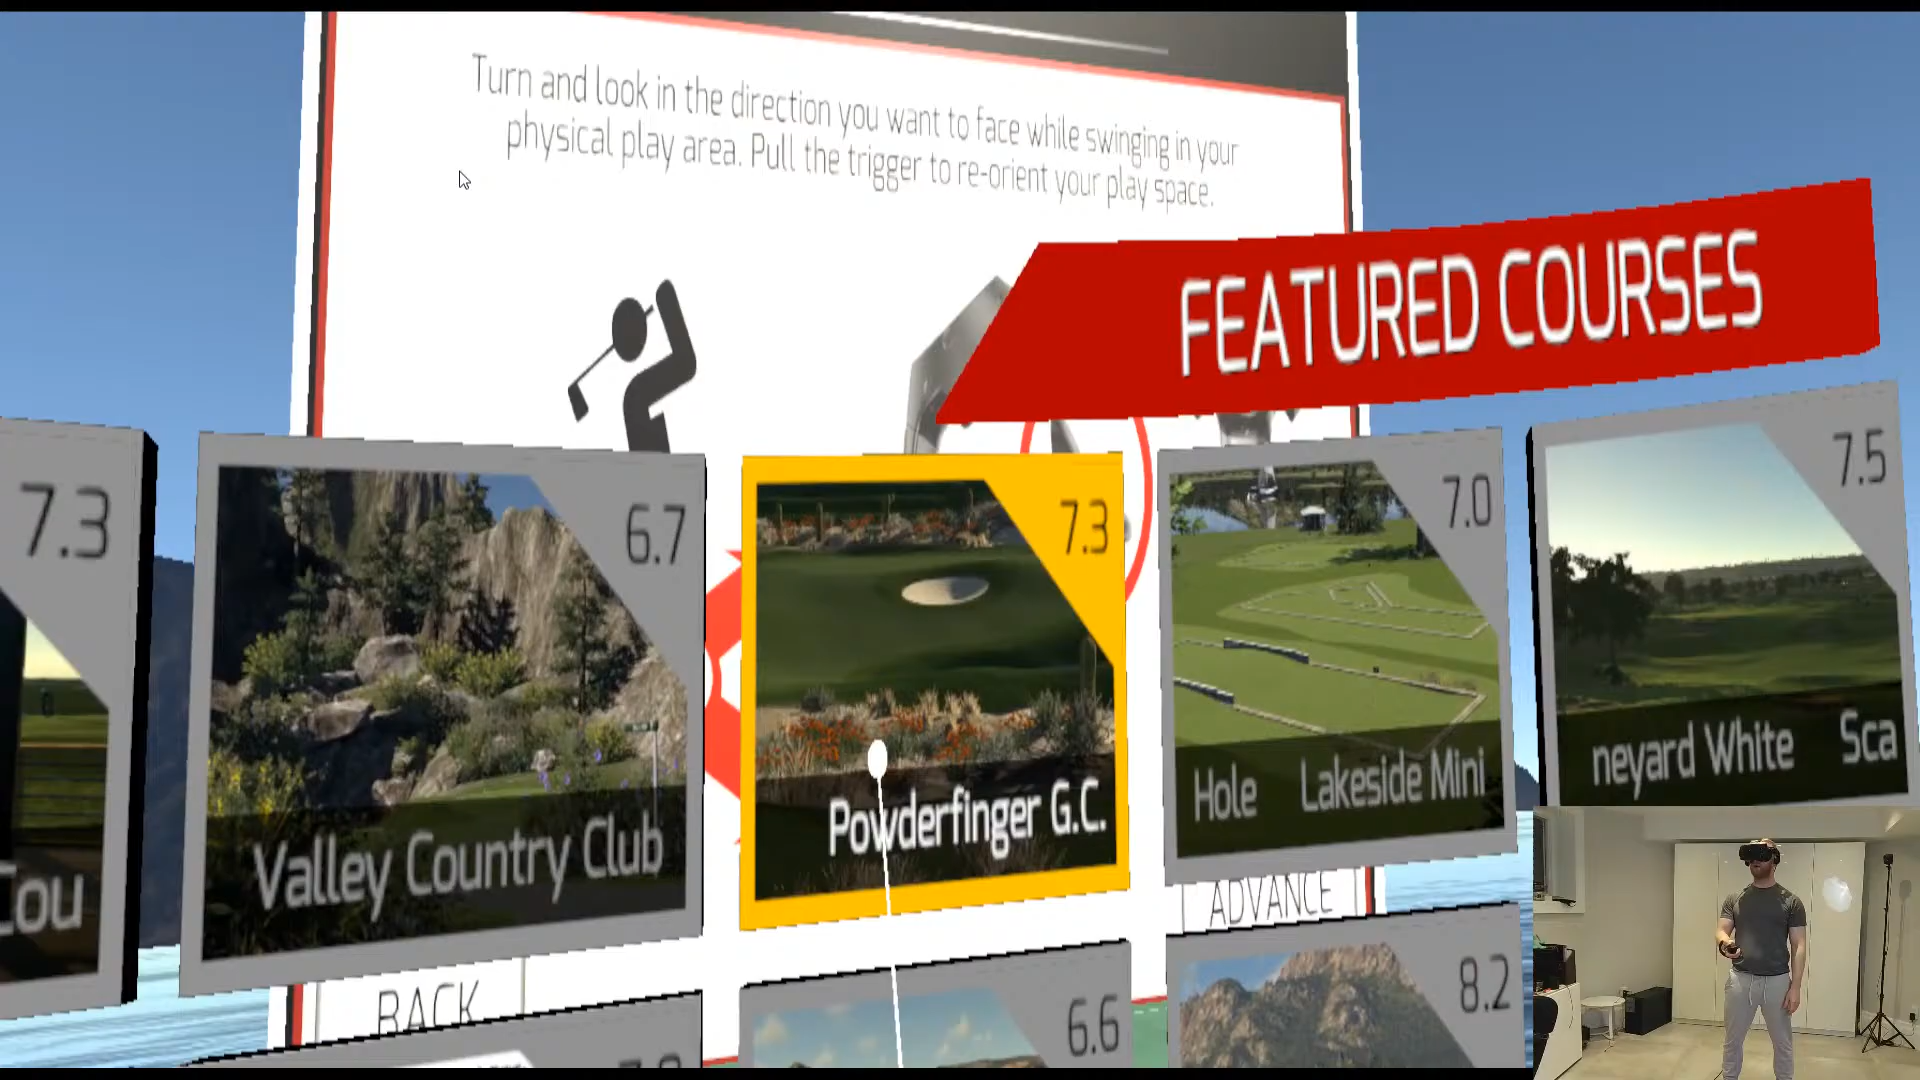 Turn and look in the direction you want to face while swinging in your
physical play area. Pull the trigger to re-orient your play space.
FEATURED COURSES
7.3
6.7
7.3
7.0
7.5
Cou
Valley Country Club
Powderfinger G.C.
Hole Lakeside Mini
neyard White Sca
ADVANCE
BACK
6.6
8.2